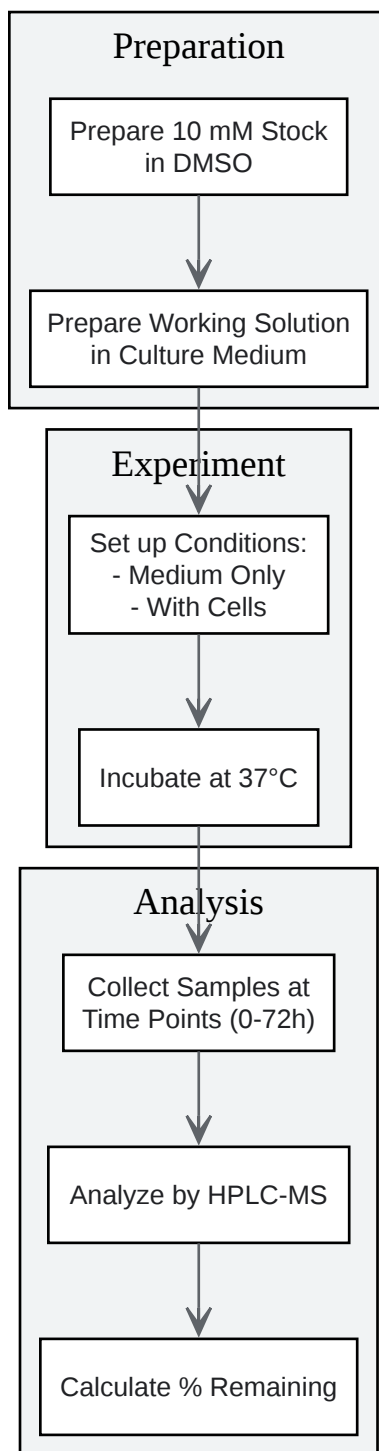 Preparation
Prepare 10 mM Stock
in DMSO
Prepare Working Solution
in Culture Medium
Experiment
Set up Conditions:
- Medium Only
- With Cells
Incubate at 37°C
Analysis
Collect Samples at
Time Points (0-72h)
Analyze by HPLC-MS
Calculate % Remaining